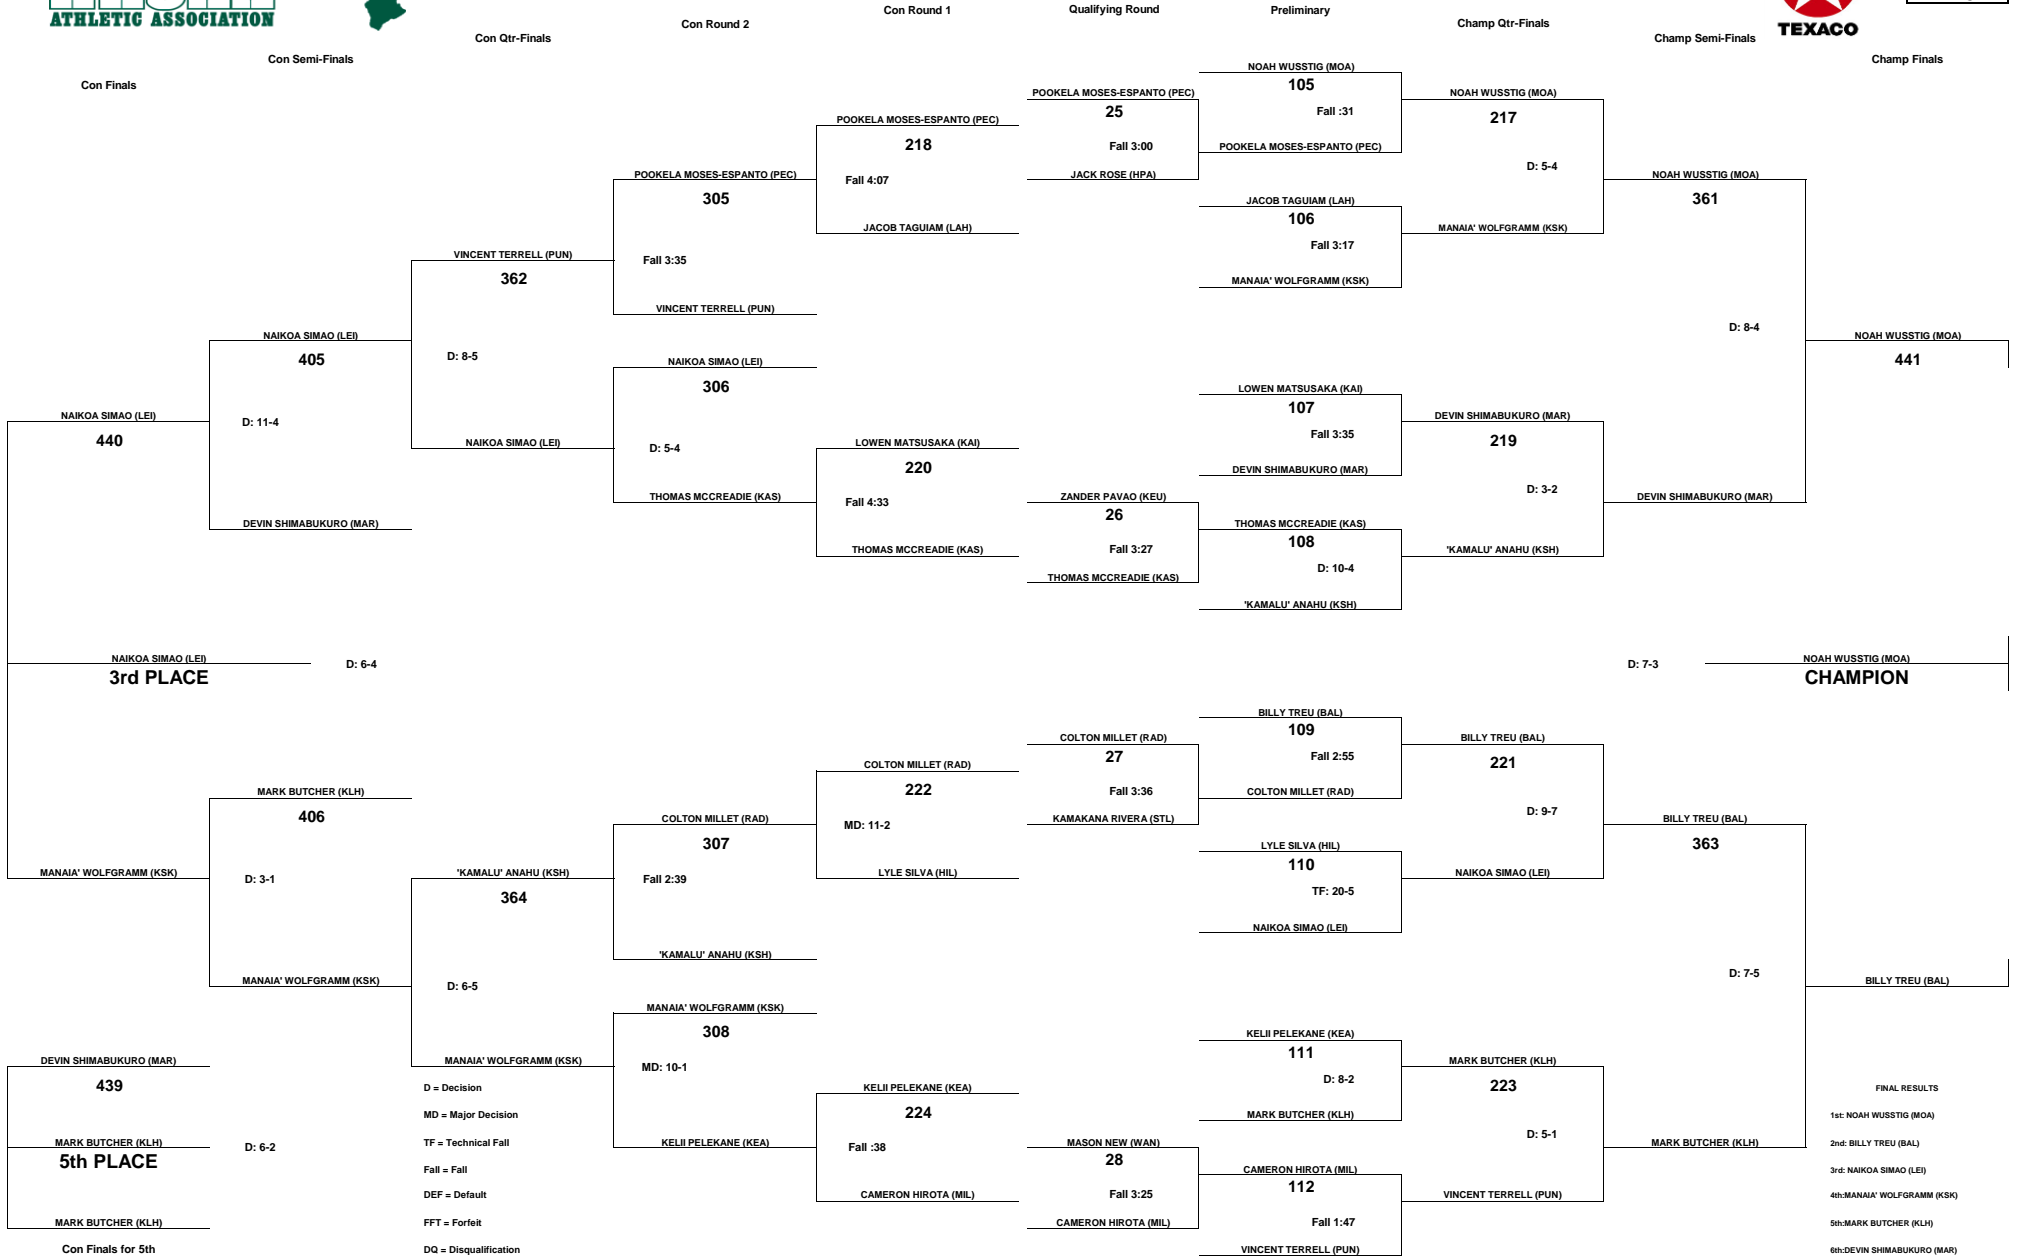 ATHLETIC ASSOCIATION
TEXACO
Con Finals
Con Semi-Finals
Con Qtr-Finals
Con Round 2
Con Round 1
Qualifying Round
Preliminary
Champ Qtr-Finals
Champ Semi-Finals
Champ Finals
NAIKOA SIMAO (LEI)
440
MANAIA' WOLFGRAMM (KSK)
NAIKOA SIMAO (LEI)
3rd PLACE
D: 6-4
DEVIN SHIMABUKURO (MAR)
439
MARK BUTCHER (KLH)
5th PLACE
D: 6-2
MARK BUTCHER (KLH)
Con Finals for 5th
NAIKOA SIMAO (LEI)
405
D: 11-4
DEVIN SHIMABUKURO (MAR)
MARK BUTCHER (KLH)
406
D: 3-1
MANAIA' WOLFGRAMM (KSK)
VINCENT TERRELL (PUN)
362
D: 8-5
NAIKOA SIMAO (LEI)
'KAMALU' ANAHU (KSH)
364
D: 6-5
MANAIA' WOLFGRAMM (KSK)
D = Decision
MD = Major Decision
TF = Technical Fall
Fall = Fall
DEF = Default
FFT = Forfeit
DQ = Disqualification
POOKELA MOSES-ESPANTO (PEC)
305
Fall 3:35
VINCENT TERRELL (PUN)
NAIKOA SIMAO (LEI)
306
D: 5-4
THOMAS MCCREADIE (KAS)
COLTON MILLET (RAD)
307
Fall 2:39
'KAMALU' ANAHU (KSH)
MANAIA' WOLFGRAMM (KSK)
308
MD: 10-1
KELII PELEKANE (KEA)
POOKELA MOSES-ESPANTO (PEC)
218
Fall 4:07
JACOB TAGUIAM (LAH)
LOWEN MATSUSAKA (KAI)
220
Fall 4:33
THOMAS MCCREADIE (KAS)
COLTON MILLET (RAD)
222
MD: 11-2
LYLE SILVA (HIL)
KELII PELEKANE (KEA)
224
Fall :38
CAMERON HIROTA (MIL)
POOKELA MOSES-ESPANTO (PEC)
25
Fall 3:00
JACK ROSE (HPA)
ZANDER PAVAO (KEU)
26
Fall 3:27
THOMAS MCCREADIE (KAS)
COLTON MILLET (RAD)
27
Fall 3:36
KAMAKANA RIVERA (STL)
MASON NEW (WAN)
28
Fall 3:25
CAMERON HIROTA (MIL)
NOAH WUSSTIG (MOA)
105
Fall :31
POOKELA MOSES-ESPANTO (PEC)
JACOB TAGUIAM (LAH)
106
Fall 3:17
MANAIA' WOLFGRAMM (KSK)
LOWEN MATSUSAKA (KAI)
107
Fall 3:35
DEVIN SHIMABUKURO (MAR)
THOMAS MCCREADIE (KAS)
108
D: 10-4
'KAMALU' ANAHU (KSH)
BILLY TREU (BAL)
109
Fall 2:55
COLTON MILLET (RAD)
LYLE SILVA (HIL)
110
TF: 20-5
NAIKOA SIMAO (LEI)
KELII PELEKANE (KEA)
111
D: 8-2
MARK BUTCHER (KLH)
CAMERON HIROTA (MIL)
112
Fall 1:47
VINCENT TERRELL (PUN)
NOAH WUSSTIG (MOA)
217
D: 5-4
MANAIA' WOLFGRAMM (KSK)
DEVIN SHIMABUKURO (MAR)
219
D: 3-2
'KAMALU' ANAHU (KSH)
BILLY TREU (BAL)
221
D: 9-7
NAIKOA SIMAO (LEI)
MARK BUTCHER (KLH)
223
D: 5-1
VINCENT TERRELL (PUN)
NOAH WUSSTIG (MOA)
361
D: 8-4
DEVIN SHIMABUKURO (MAR)
BILLY TREU (BAL)
363
D: 7-5
MARK BUTCHER (KLH)
NOAH WUSSTIG (MOA)
441
D: 7-3
NOAH WUSSTIG (MOA)
CHAMPION
BILLY TREU (BAL)
FINAL RESULTS
1st: NOAH WUSSTIG (MOA)
2nd: BILLY TREU (BAL)
3rd: NAIKOA SIMAO (LEI)
4th:MANAIA' WOLFGRAMM (KSK)
5th:MARK BUTCHER (KLH)
6th:DEVIN SHIMABUKURO (MAR)